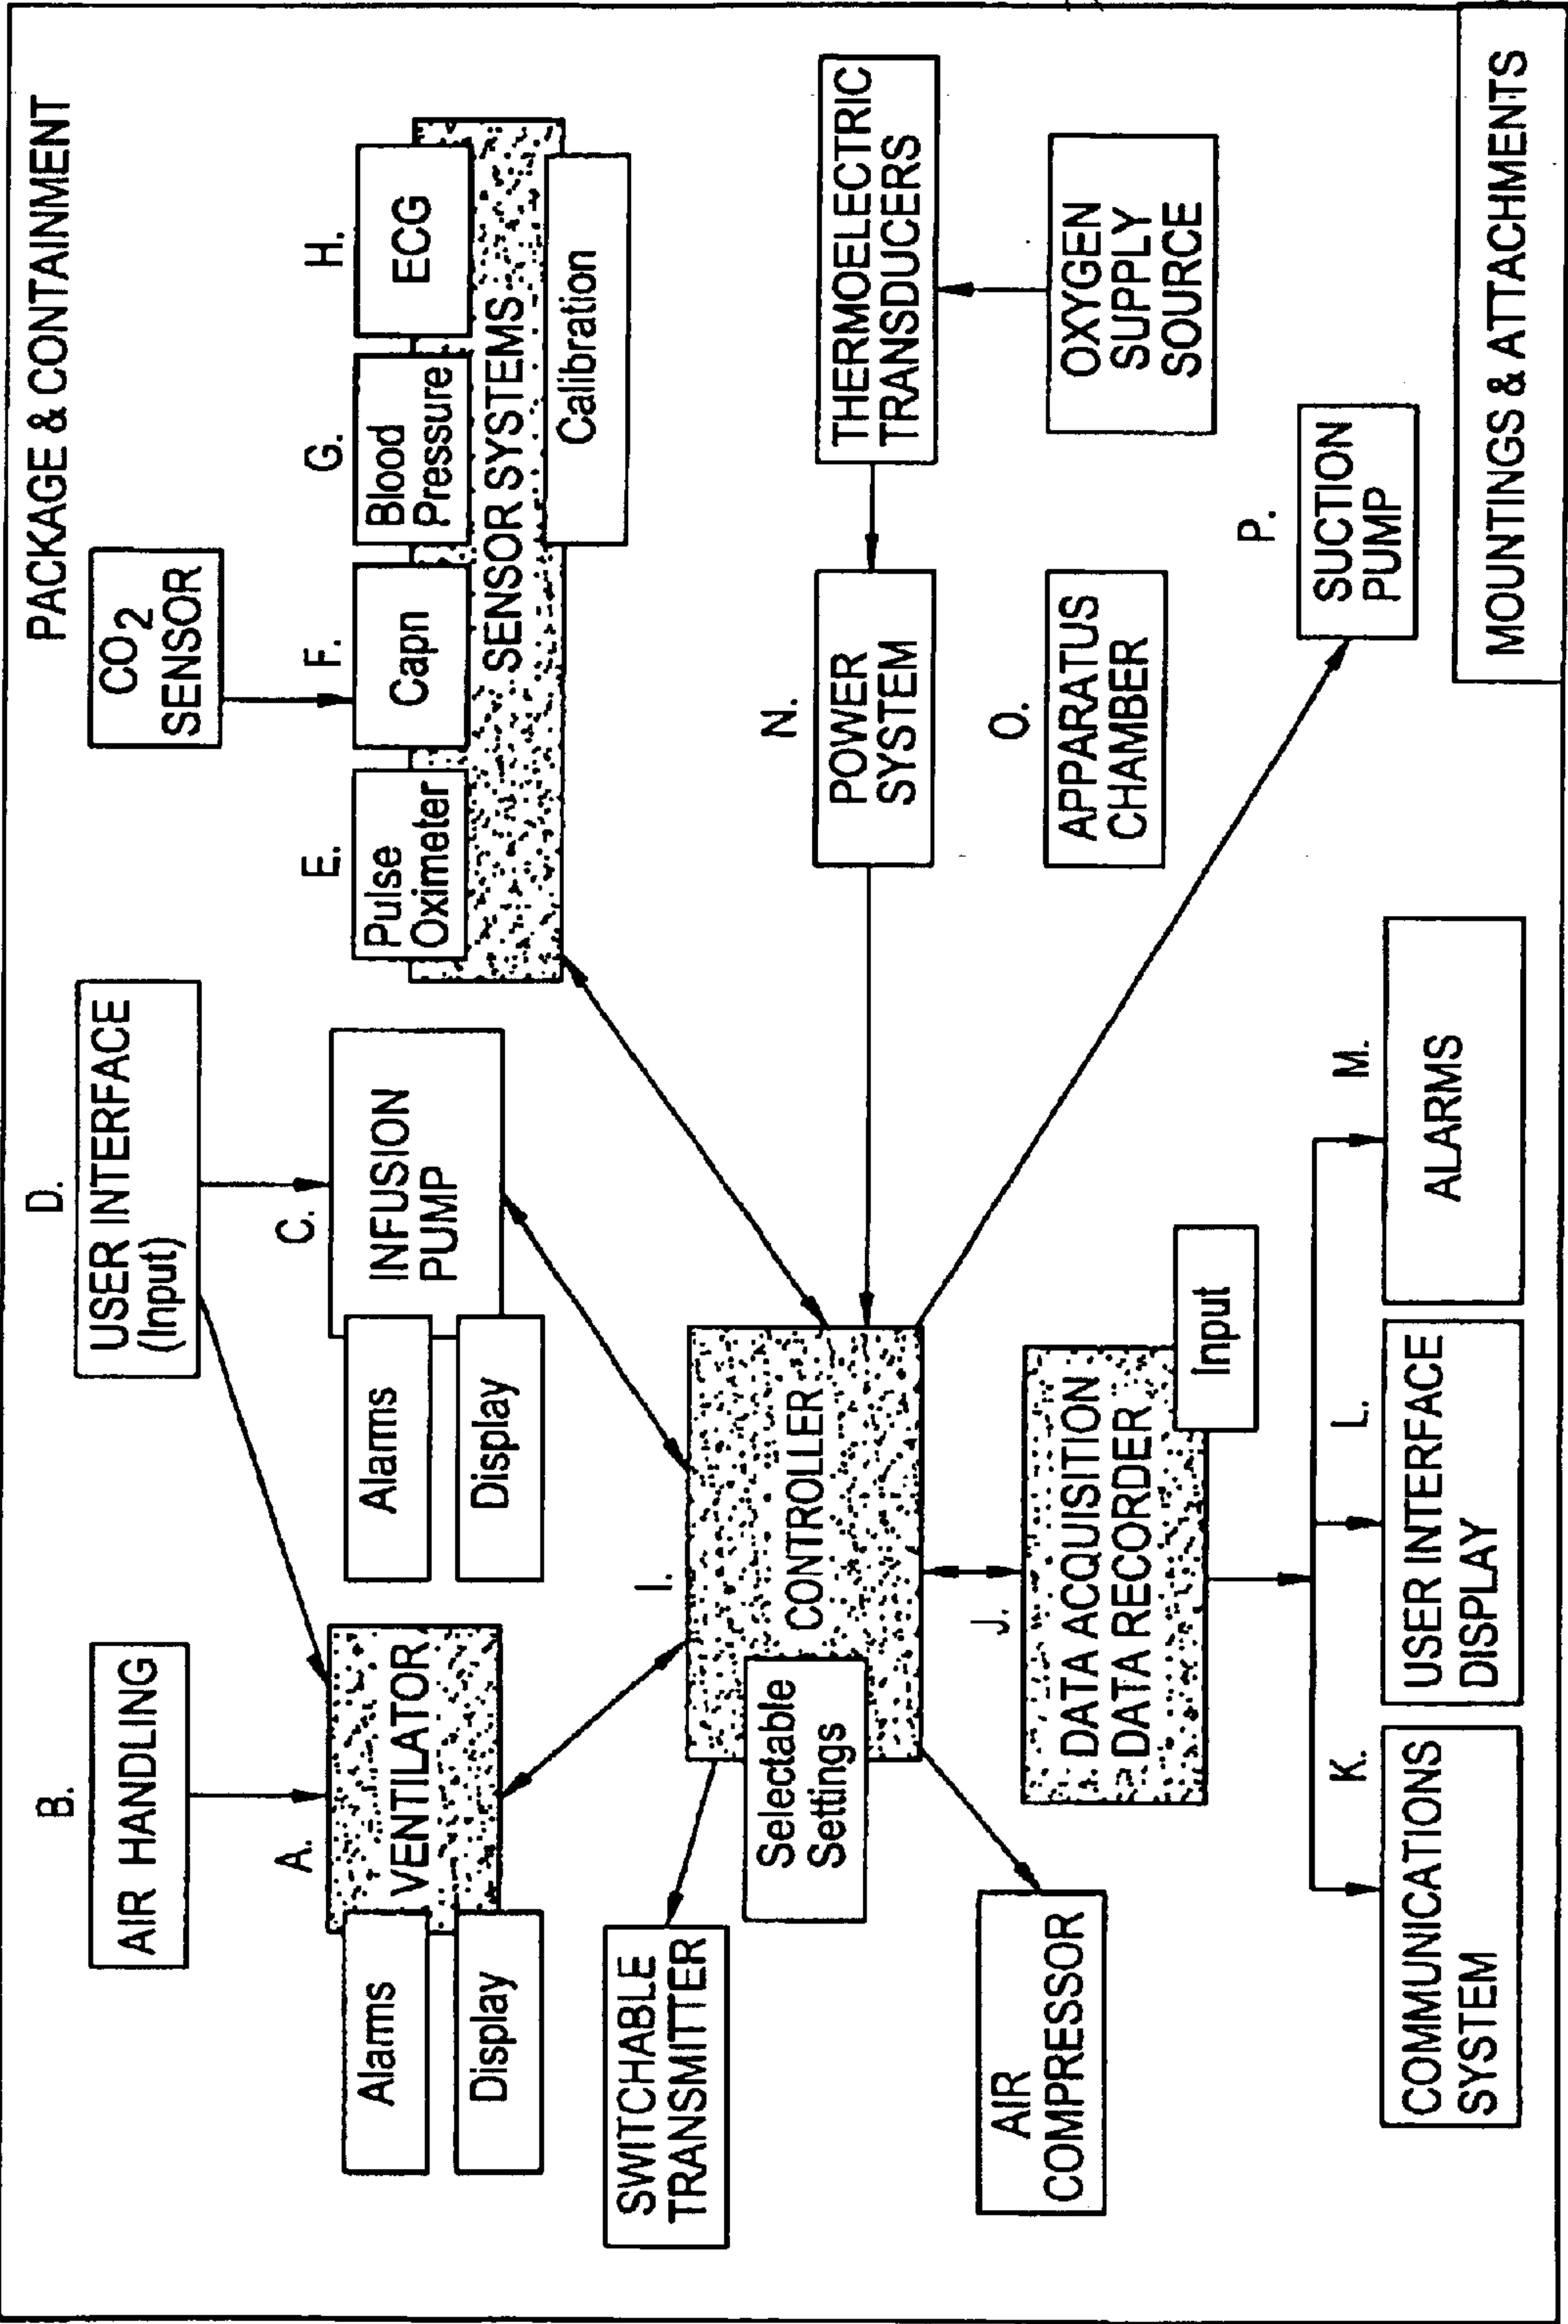 PACKAGE & CONTAINMENT
B.
AIR HANDLING
D.
USER INTERFACE
(Input)
CO2
SENSOR
A.
VENTILATOR
Alarms
Display
C.
INFUSION
PUMP
Alarms
Display
E.
Pulse
Oximeter
F.
Capn
G.
Blood
Pressure
H.
ECG
SENSOR SYSTEMS
Calibration
SWITCHABLE
TRANSMITTER
I.
CONTROLLER
Selectable
Settings
N.
POWER
SYSTEM
THERMOELECTRIC
TRANSDUCERS
AIR
COMPRESSOR
J.
DATA ACQUISITION
DATA RECORDER
Input
O.
APPARATUS
CHAMBER
OXYGEN
SUPPLY
SOURCE
P.
SUCTION
PUMP
K.
COMMUNICATIONS
SYSTEM
L.
USER INTERFACE
DISPLAY
M.
ALARMS
MOUNTINGS & ATTACHMENTS